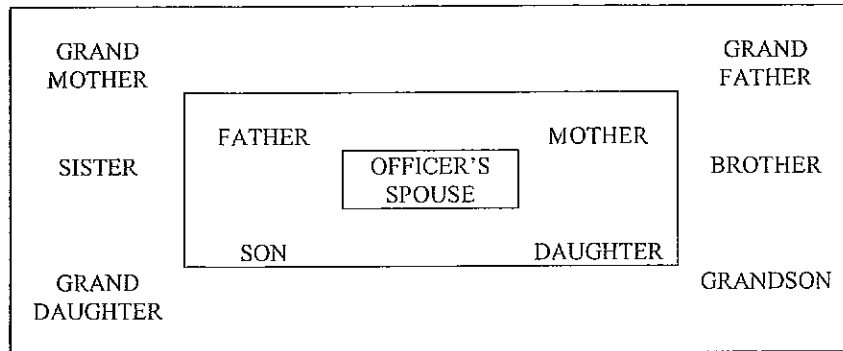 GRAND
MOTHER
GRAND
FATHER
FATHER
MOTHER
SISTER
OFFICER'S
SPOUSE
BROTHER
SON
DAUGHTER
GRAND
DAUGHTER
GRANDSON